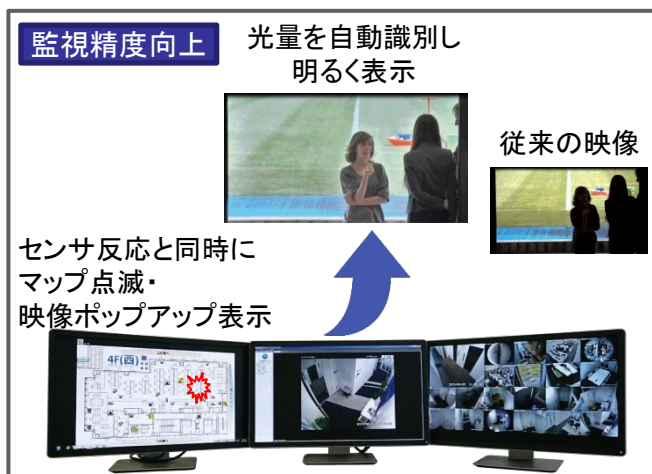 監視精度向上
光量を自動識別し
明るく表示
従来の映像
センサ反応と同時に
マップ点滅・
映像ポップアップ表示
4F(西)